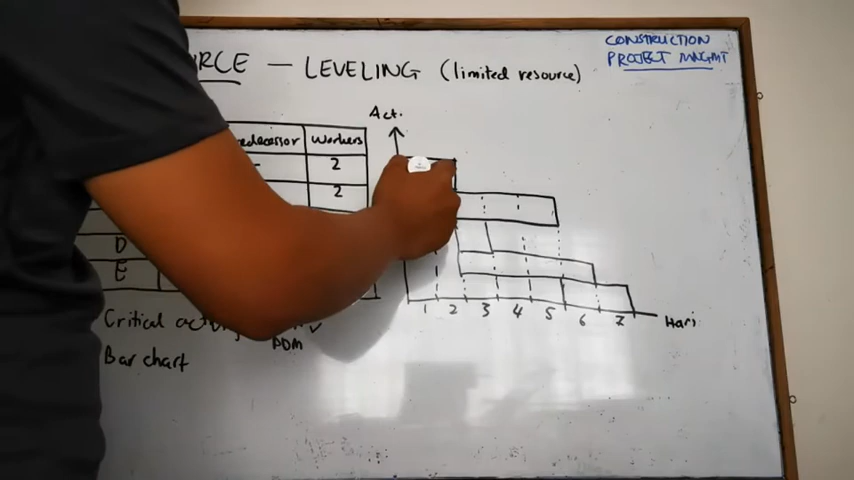 CONSTRUCTION
PROJECT MNGMT
RCE — LEVELING (limited resource)
Act.
edecessor Workers
- 2
2
D
E
Critical
PDM
Bar chart
1 2 3 4 5 6 7 Hari